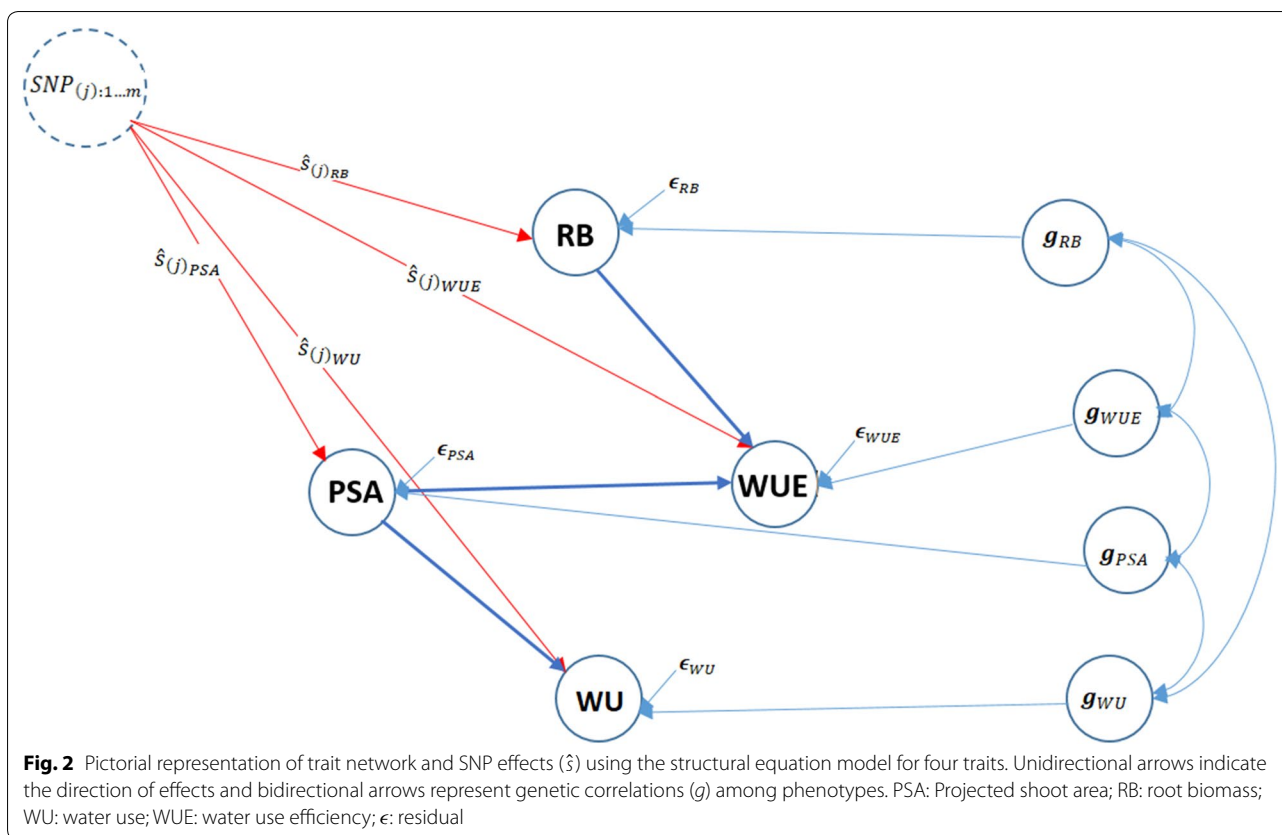 SNP(j):1…m
ŝ(j)RB
ϵRB
RB
gRB
ŝ(j)PSA
ŝ(j)WUE
ŝ(j)WU
gWUE
ϵWUE
ϵPSA
PSA
WUE
gPSA
ϵWU
WU
gWU
Fig. 2 Pictorial representation of trait network and SNP effects (ŝ) using the structural equation model for four traits. Unidirectional arrows indicate
the direction of effects and bidirectional arrows represent genetic correlations (g) among phenotypes. PSA: Projected shoot area; RB: root biomass;
WU: water use; WUE: water use efficiency; ϵ: residual